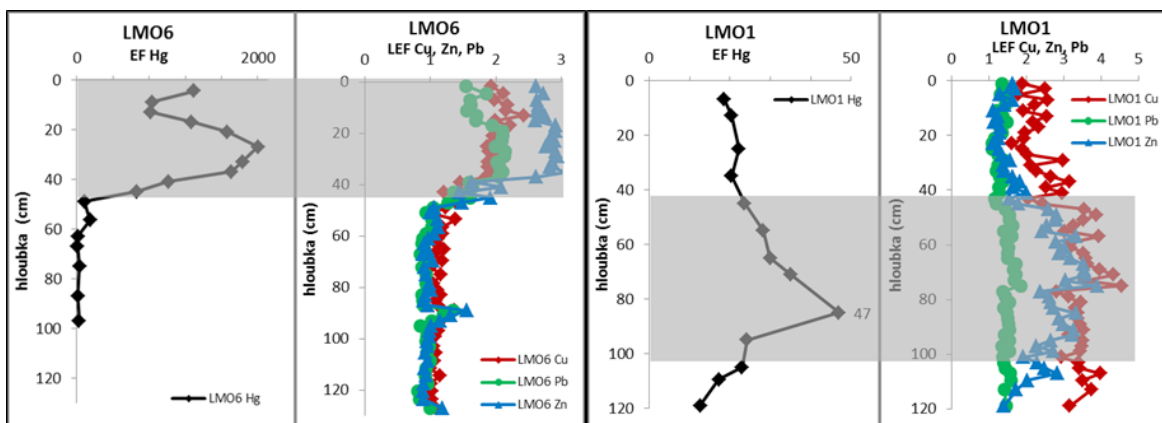 LMO6
EF Hg
0
2000
0
20
40
60
80
100
120
hloubka (cm)
LMO6 Hg
LMO6
LEF Cu, Zn, Pb
0
1
2
3
0
20
40
60
80
100
120
hloubka (cm)
LMO6 Cu
LMO6 Pb
LMO6 Zn
LMO1
EF Hg
0
50
0
20
40
60
80
100
120
hloubka (cm)
LMO1 Hg
47
LMO1
LEF Cu, Zn, Pb
0
1
2
3
4
5
0
20
40
60
80
100
120
hloubka (cm)
LMO1 Cu
LMO1 Pb
LMO1 Zn